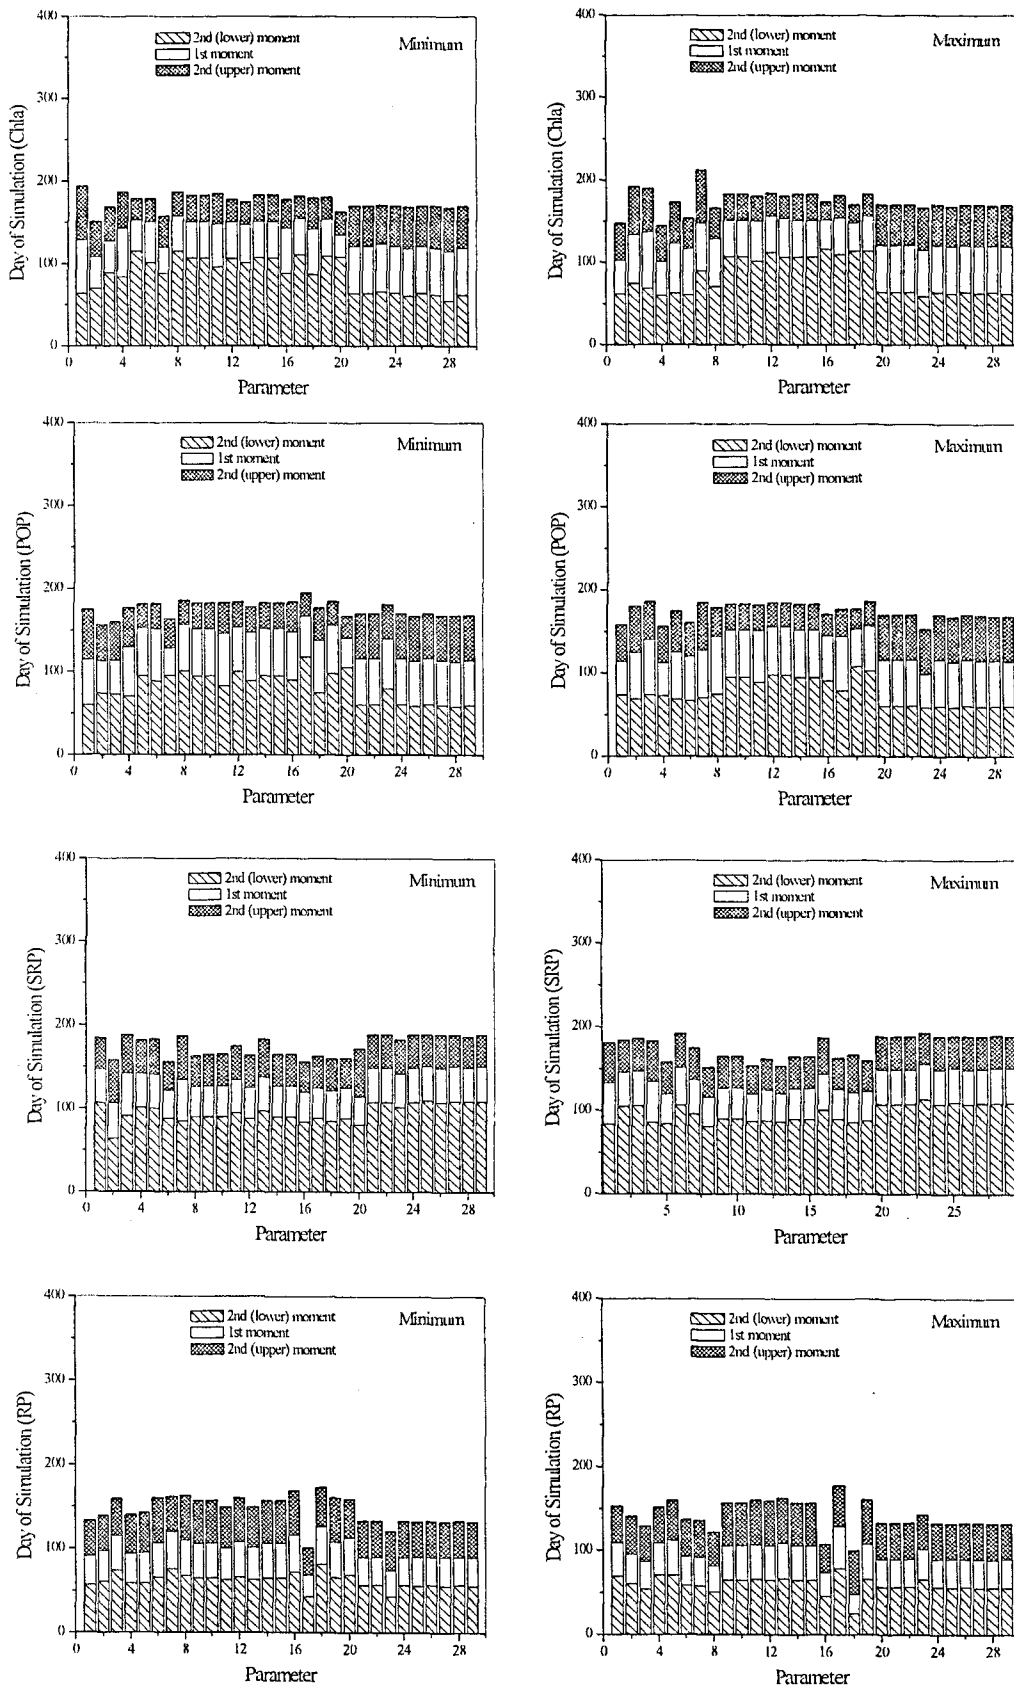 400
300
200
100
0
Day of Simulation (Chla)
2nd (lower) moment
1st moment
2nd (upper) moment
Minimum
0 4 8 12 16 20 24 28
Parameter
400
300
200
100
0
Day of Simulation (Chla)
2nd (lower) moment
1st moment
2nd (upper) moment
Maximum
0 4 8 12 16 20 24 28
Parameter
400
300
200
100
0
Day of Simulation (POP)
2nd (lower) moment
1st moment
2nd (upper) moment
Minimum
0 4 8 12 16 20 24 28
Parameter
400
300
200
100
0
Day of Simulation (POP)
2nd (lower) moment
1st moment
2nd (upper) moment
Maximum
0 4 8 12 16 20 24 28
Parameter
400
300
200
100
0
Day of Simulation (SRP)
2nd (lower) moment
1st moment
2nd (upper) moment
Minimum
0 4 8 12 16 20 24 28
Parameter
400
300
200
100
0
Day of Simulation (SRP)
2nd (lower) moment
1st moment
2nd (upper) moment
Maximum
5 10 15 20 25
Parameter
400
300
200
100
0
Day of Simulation (RP)
2nd (lower) moment
1st moment
2nd (upper) moment
Minimum
0 4 8 12 16 20 24 28
Parameter
400
300
200
100
0
Day of Simulation (RP)
2nd (lower) moment
1st moment
2nd (upper) moment
Maximum
0 4 8 12 16 20 24 28
Parameter